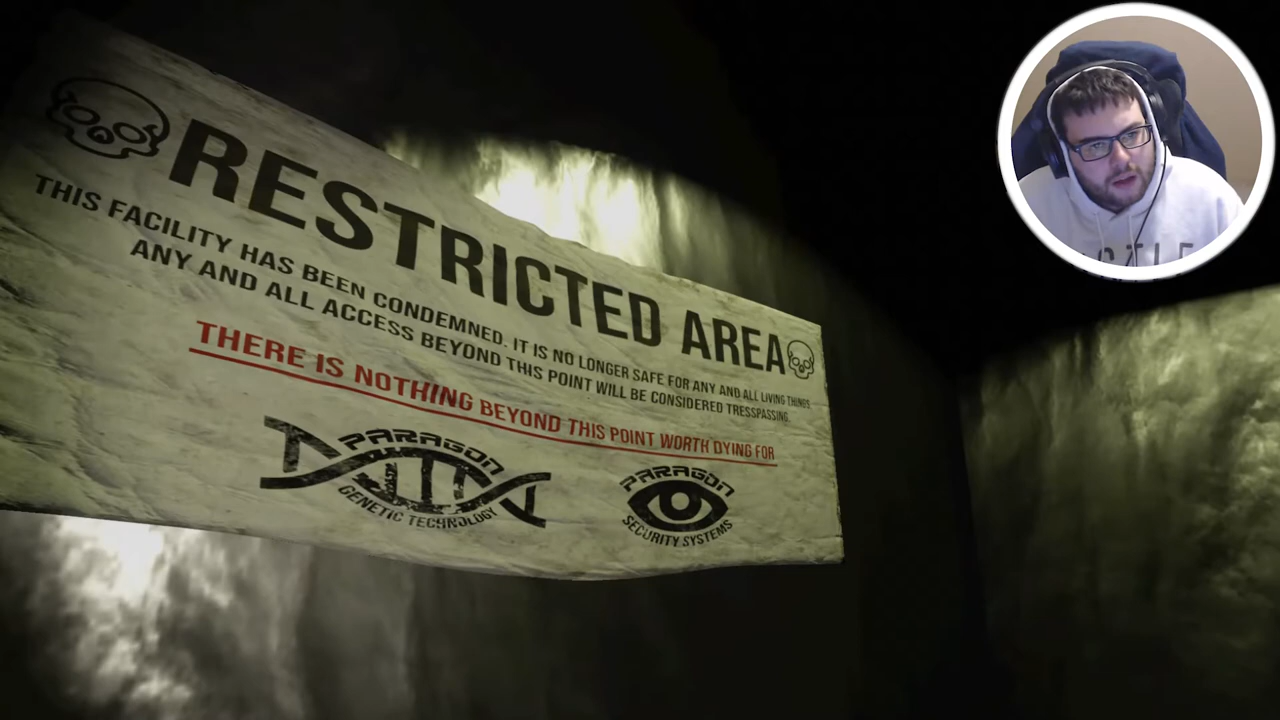 RESTRICTED AREA
THIS FACILITY HAS BEEN CONDEMNED. IT IS NO LONGER SAFE FOR ANY AND ALL LIVING THINGS.
ANY AND ALL ACCESS BEYOND THIS POINT WILL BE CONSIDERED TRESSPASSING.
THERE IS NOTHING BEYOND THIS POINT WORTH DYING FOR
PARAGON
GENETIC TECHNOLOGY
PARAGON
SECURITY SYSTEMS